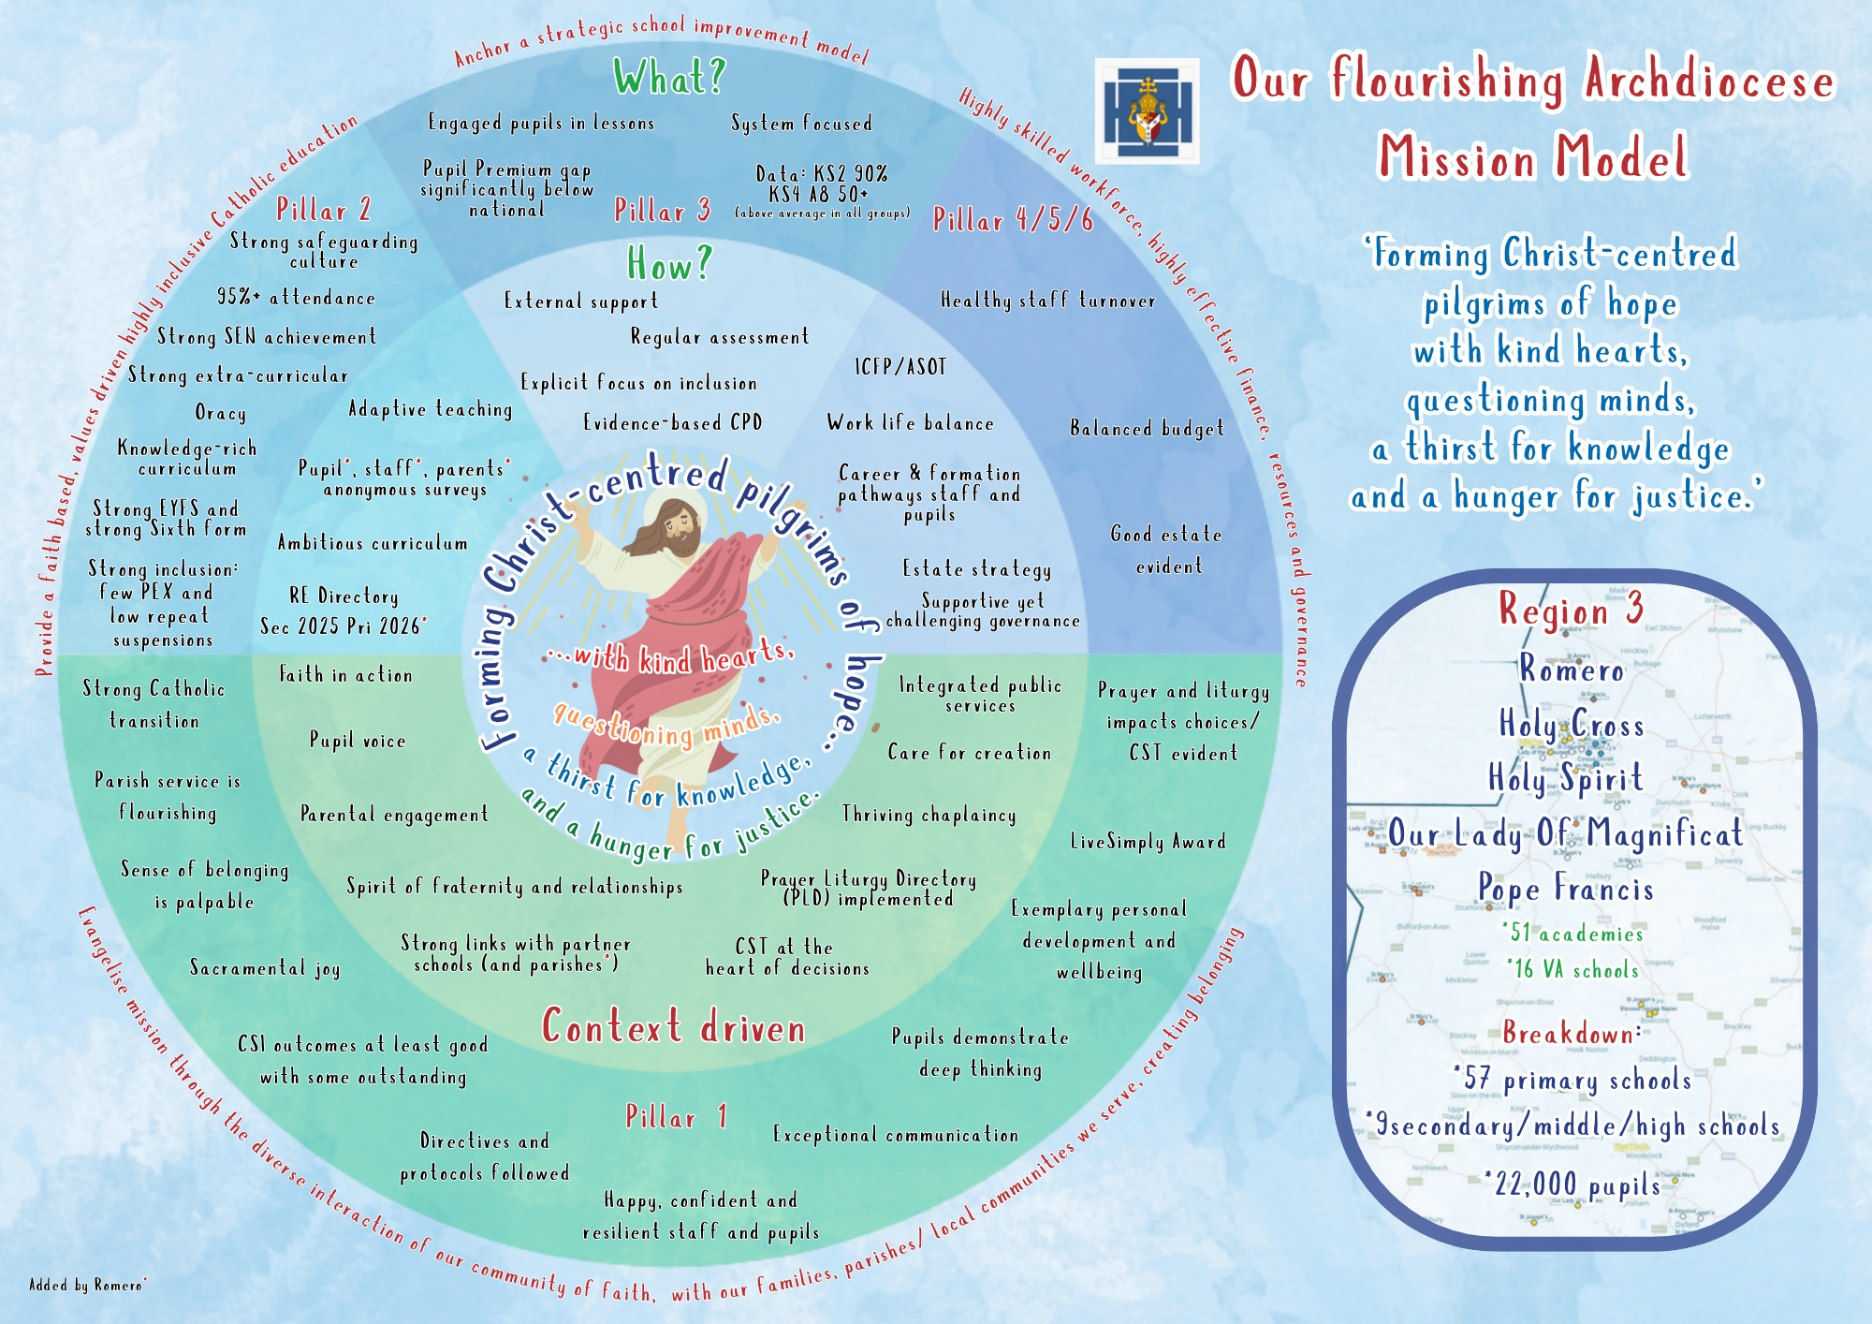 Our flourishing Archdiocese
Mission Model
'Forming Christ-centred
pilgrims of hope
with kind hearts,
questioning minds,
a thirst for knowledge
and a hunger for justice.'
Anchor a strategic school improvement model
What?
Engaged pupils in lessons
System focused
Pupil Premium gap
significantly below
national
Data: KS2 90%
KS4 A8 50+
(above average in all groups)
Pillar 3
How?
External support
Regular assessment
Explicit focus on inclusion
Evidence-based CPD
Provide a faith based, values driven highly inclusive Catholic education
Pillar 2
Strong safeguarding
culture
95%+ attendance
Strong SEN achievement
Strong extra-curricular
Oracy
Knowledge-rich
curriculum
Strong EYFS and
strong Sixth form
Strong inclusion:
few PEX and
low repeat
suspensions
Adaptive teaching
Pupil*, staff*, parents*
anonymous surveys
Ambitious curriculum
RE Directory
Sec 2025 Pri 2026*
Highly skilled workforce, highly effective finance, resources and governance
Pillar 4/5/6
Healthy staff turnover
Balanced budget
Good estate
evident
ICFP/ASOT
Work life balance
Career & formation
pathways staff and
pupils
Estate strategy
Supportive yet
challenging governance
Forming Christ-centred pilgrims of hope...
...with kind hearts,
questioning minds,
a thirst for knowledge,
and a hunger for justice.
Faith in action
Pupil voice
Parental engagement
Spirit of fraternity and relationships
Strong links with partner
schools (and parishes*)
Integrated public
services
Care for creation
Thriving chaplaincy
Prayer Liturgy Directory
(PLD) implemented
CST at the
heart of decisions
Context driven
Strong Catholic
transition
Parish service is
flourishing
Sense of belonging
is palpable
Sacramental joy
CSI outcomes at least good
with some outstanding
Directives and
protocols followed
Pillar 1
Happy, confident and
resilient staff and pupils
Exceptional communication
Pupils demonstrate
deep thinking
Exemplary personal
development and
wellbeing
LiveSimply Award
Prayer and liturgy
impacts choices/
CST evident
Evangelise mission through the diverse interaction of our community of faith, with our families, parishes/ local communities we serve, creating belonging
Added by Romero*
Region 3
Romero
Holy Cross
Holy Spirit
Our Lady Of Magnificat
Pope Francis
*51 academies
*16 VA schools
Breakdown:
*57 primary schools
*9secondary/middle/high schools
*22,000 pupils